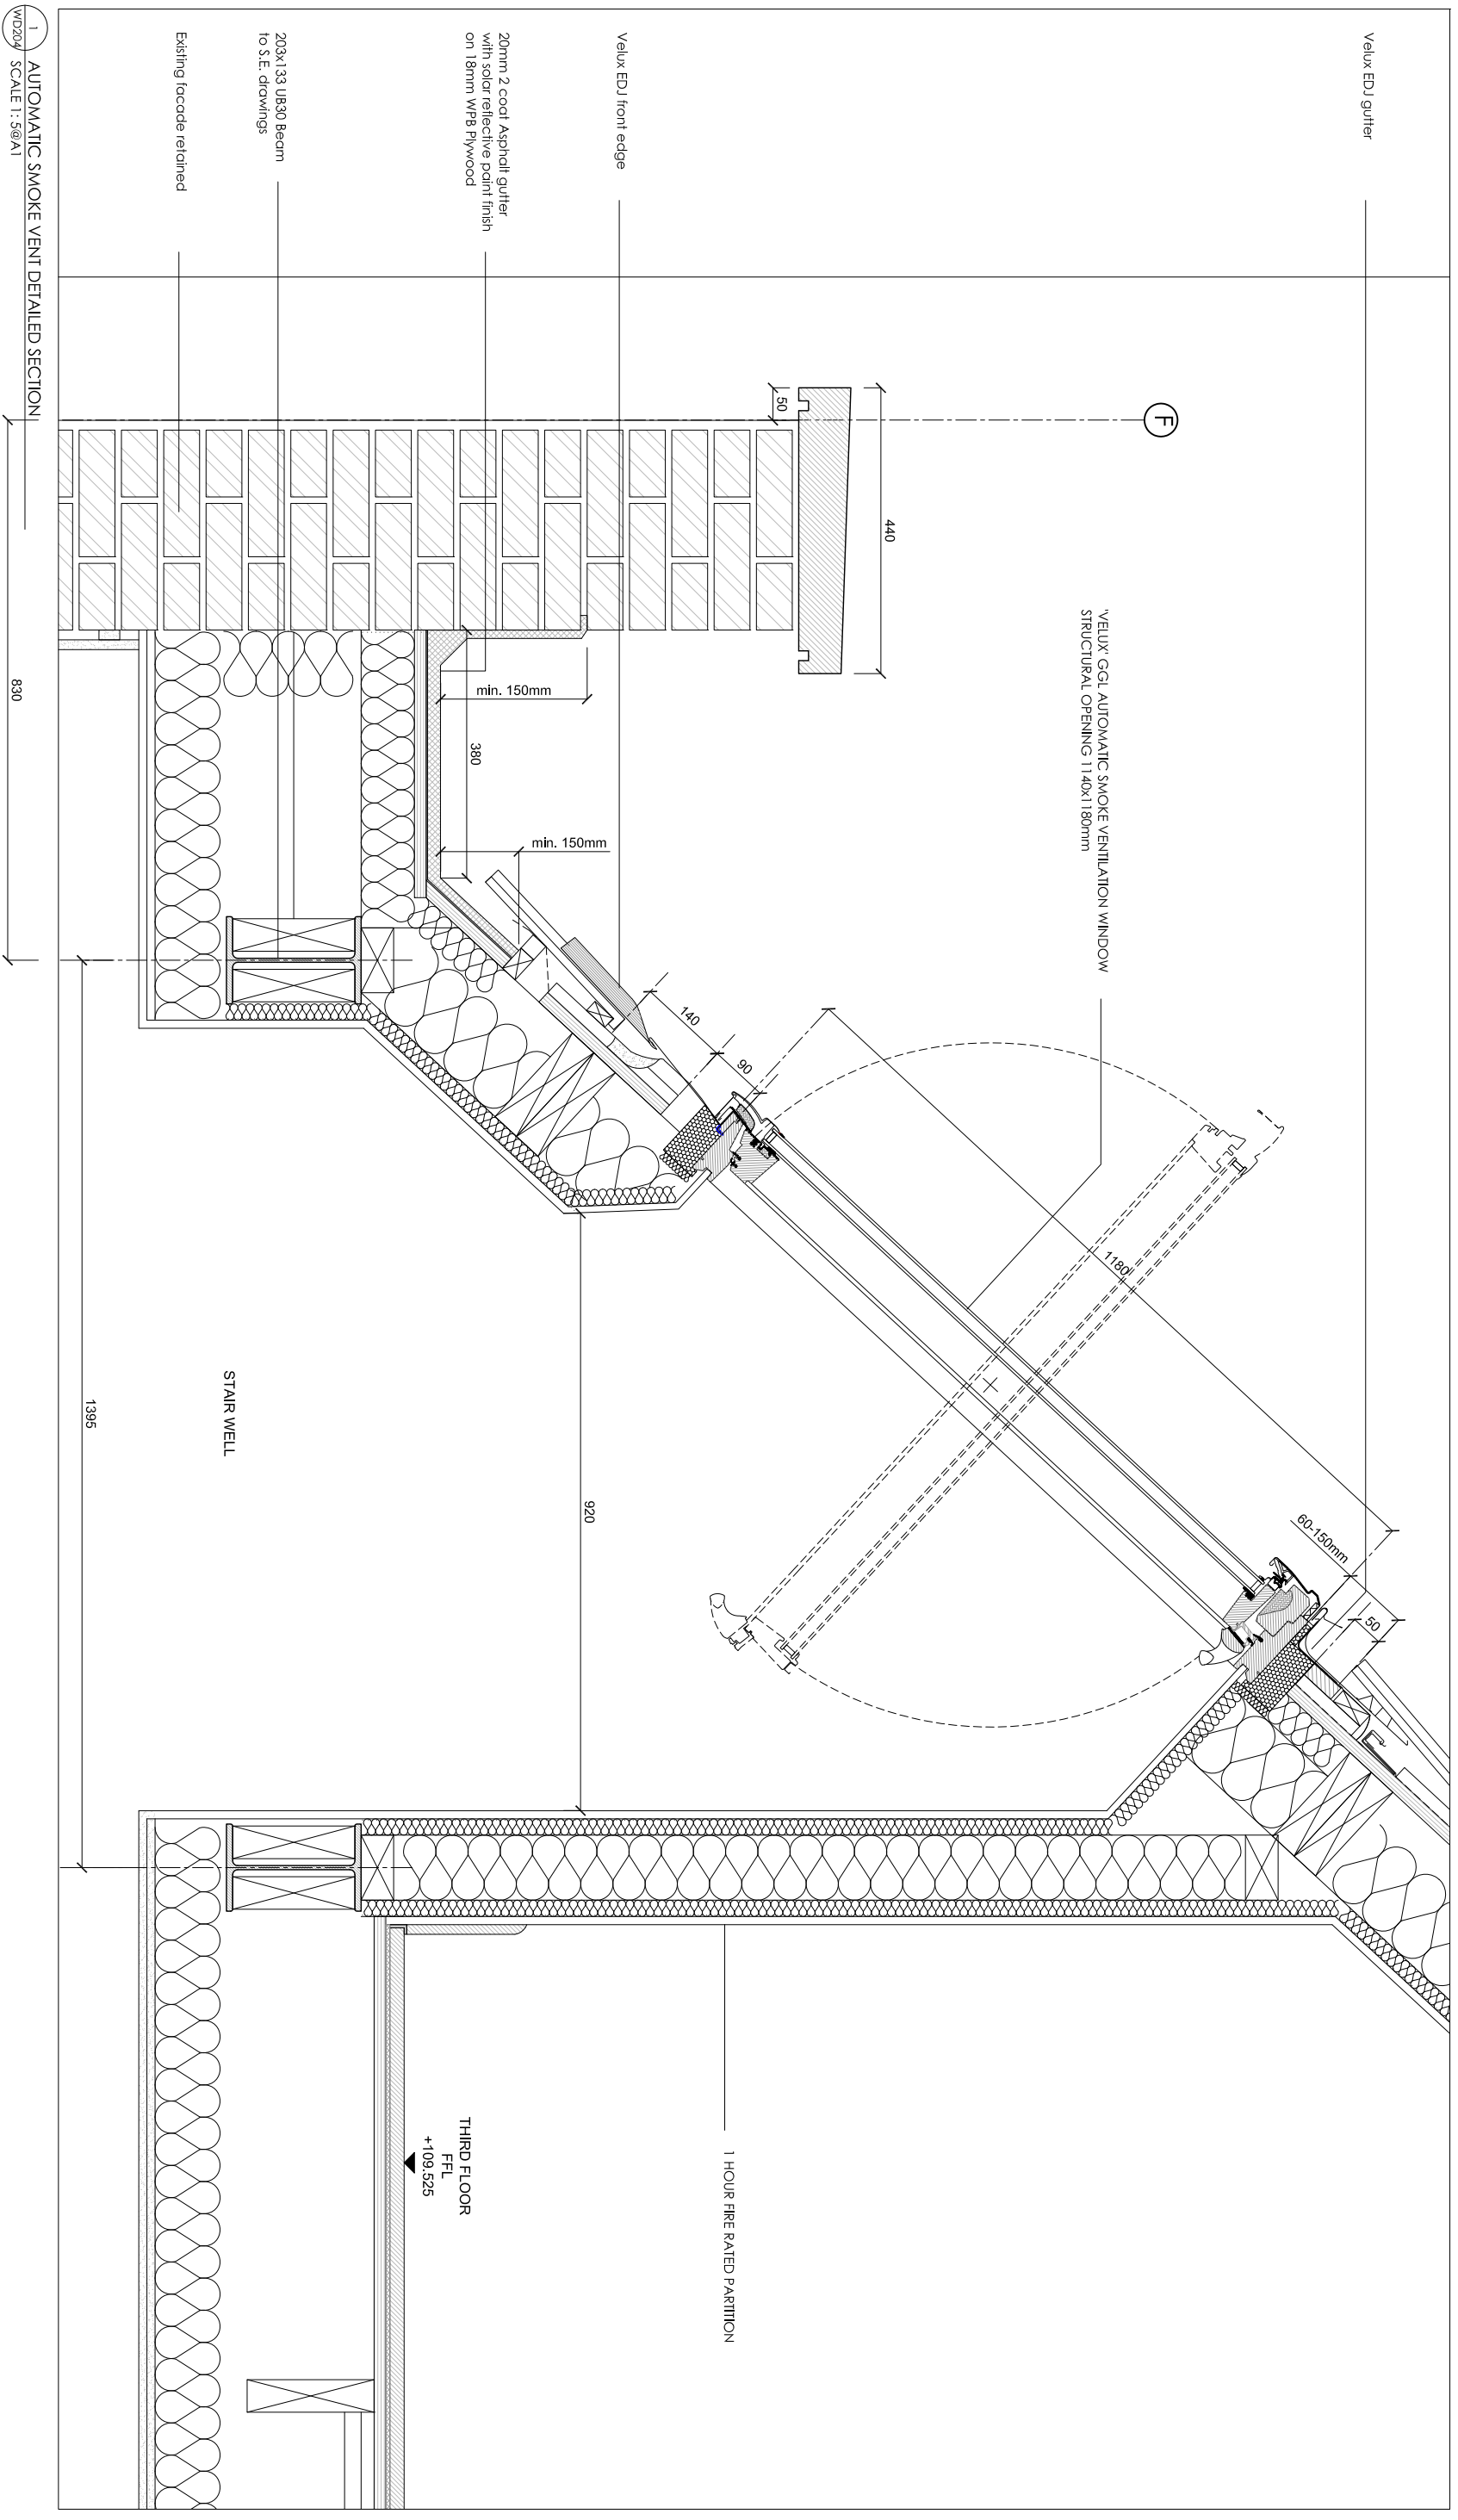 Velux EDJ gutter
'VELUX' GGL AUTOMATIC SMOKE VENTILATION WINDOW
STRUCTURAL OPENING 1140x1180mm
F
440
50
Velux EDJ front edge
20mm 2 coat Asphalt gutter
with solar reflective paint finish
on 18mm WPB Plywood
203x133 UB30 Beam
to S.E. drawings
Existing facade retained
min. 150mm
380
min. 150mm
140
90
1180
60-150mm
50
920
1 HOUR FIRE RATED PARTITION
THIRD FLOOR
FFL
+109.525
STAIR WELL
1395
830
1
WD204
AUTOMATIC SMOKE VENT DETAILED SECTION
SCALE 1: 5@A1